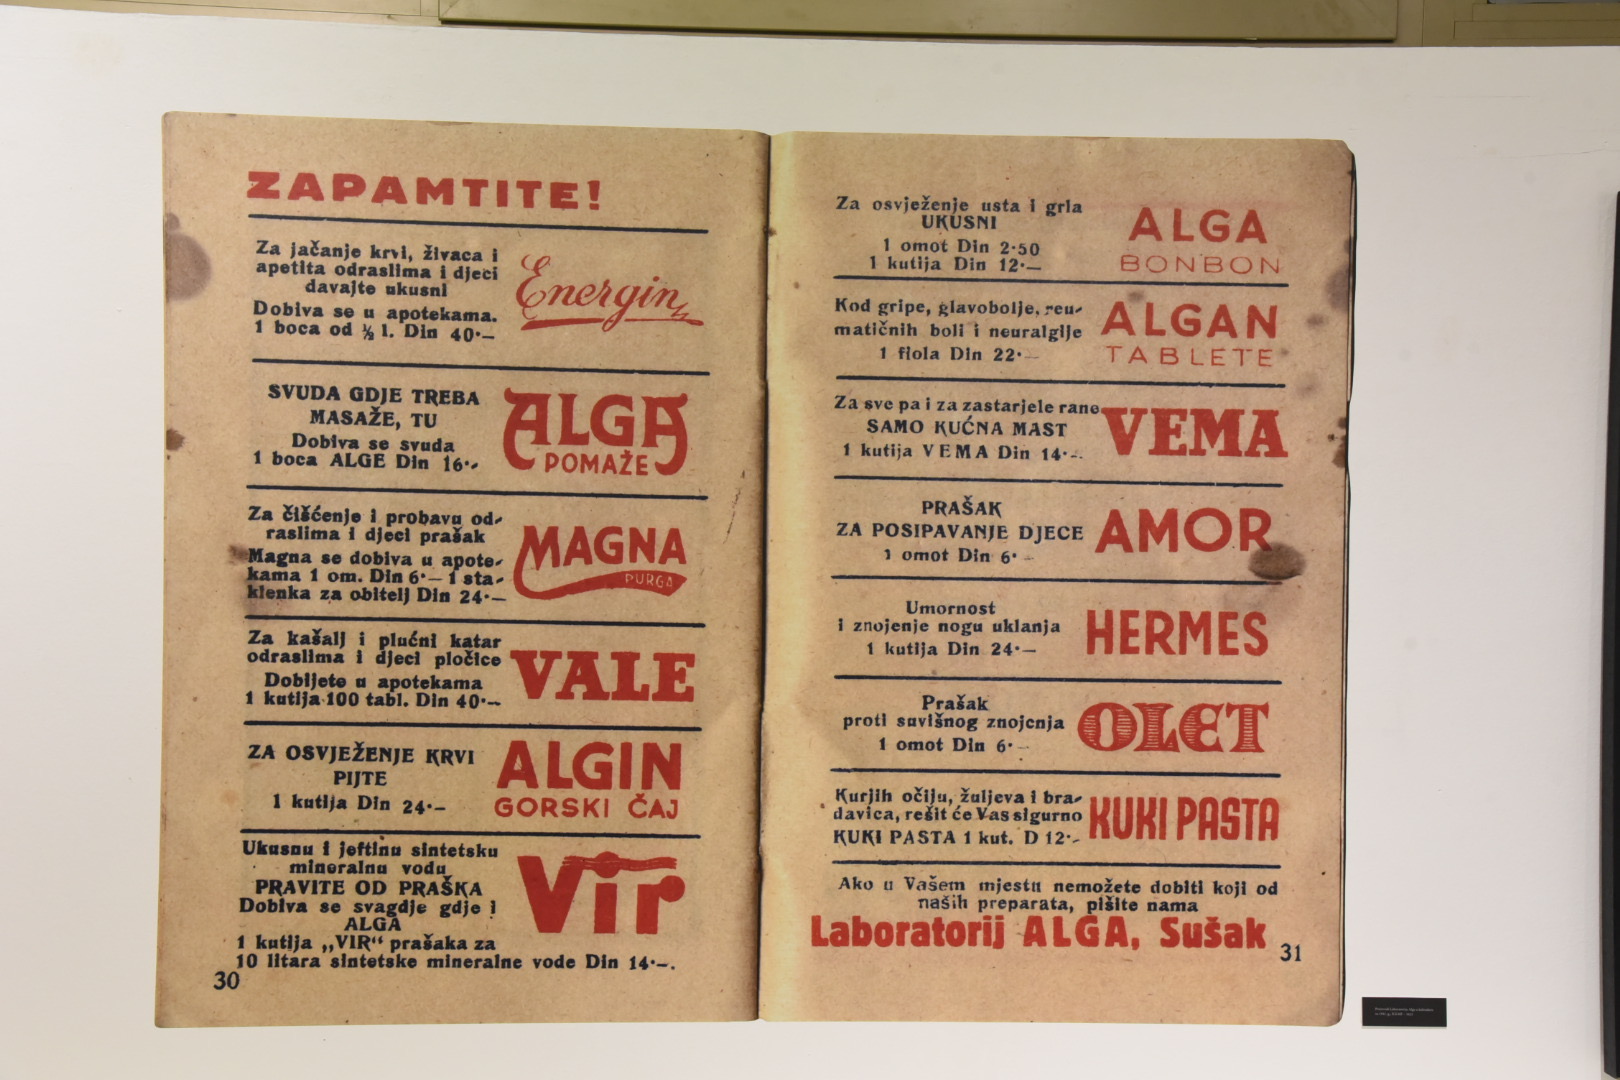 ZAPAMTITE!
Za jačanje krvi, živaca i
apetita odraslima i djeci
davajte ukusni
Dobiva se u apotekama.
1 boca od ½ l. Din 40·—
Energin
SVUDA GDJE TREBA
MASAŽE, TU
Dobiva se svuda
1 boca ALGE Din 16·-
ALGA
POMAŽE
Za čišćenje i probavu od-
raslima i djeci prašak
Magna se dobiva u apote-
kama 1 om. Din 6·— 1 sta-
klenka za obitelj Din 24·—
MAGNA
PURGA
Za kašalj i plućni katar
odraslima i djeci pločice
Dobijete u apotekama
1 kutija 100 tabl. Din 40·—
VALE
ZA OSVJEŽENJE KRVI
PIJTE
1 kutija Din 24·—
ALGIN
GORSKI ČAJ
Ukusnu i jeftinu sintetsku
mineralnu vodu
PRAVITE OD PRAŠKA
Dobiva se svagdje gdje i
ALGA
1 kutija „VIR“ prašaka za
10 litara sintetske mineralne vode Din 14·—.
Vir
30
Za osvježenje usta i grla
UKUSNI
1 omot Din 2·50
1 kutija Din 12·—
ALGA
BONBON
Kod gripe, glavobolje, reu-
matičnih boli i neuralgije
1 fiola Din 22·—
ALGAN
TABLETE
Za sve pa i za zastarjele rane
SAMO KUĆNA MAST
1 kutija VEMA Din 14·—
VEMA
PRAŠAK
ZA POSIPAVANJE DJECE
1 omot Din 6·—
AMOR
Umornost
i znojenje nogu uklanja
1 kutija Din 24·—
HERMES
Prašak
proti suvišnog znojenja
1 omot Din 6·—
OLET
Kurjih očiju, žuljeva i bra-
davica, rešit će Vas sigurno
KUKI PASTA 1 kut. D 12·-
KUKI PASTA
Ako u Vašem mjestu nemožete dobiti koji od
naših preparata, pišite nama
Laboratorij ALGA, Sušak
31